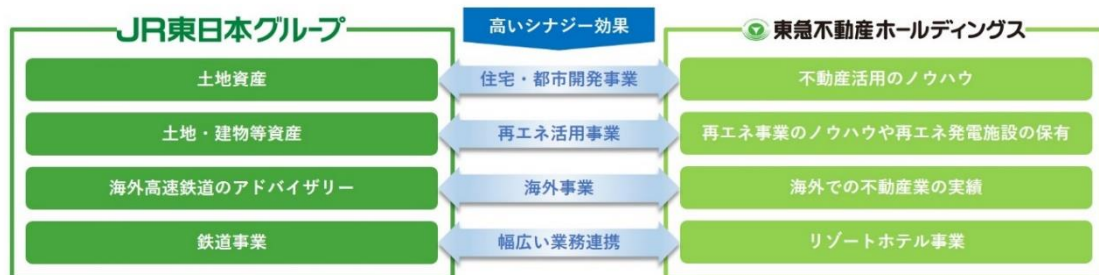 JR東日本グループ
高いシナジー効果
東急不動産ホールディングス
土地資産
住宅・都市開発事業
不動産活用のノウハウ
土地・建物等資産
再エネ活用事業
再エネ事業のノウハウや再エネ発電施設の保有
海外高速鉄道のアドバイザリー
海外事業
海外での不動産業の実績
鉄道事業
幅広い業務連携
リゾートホテル事業